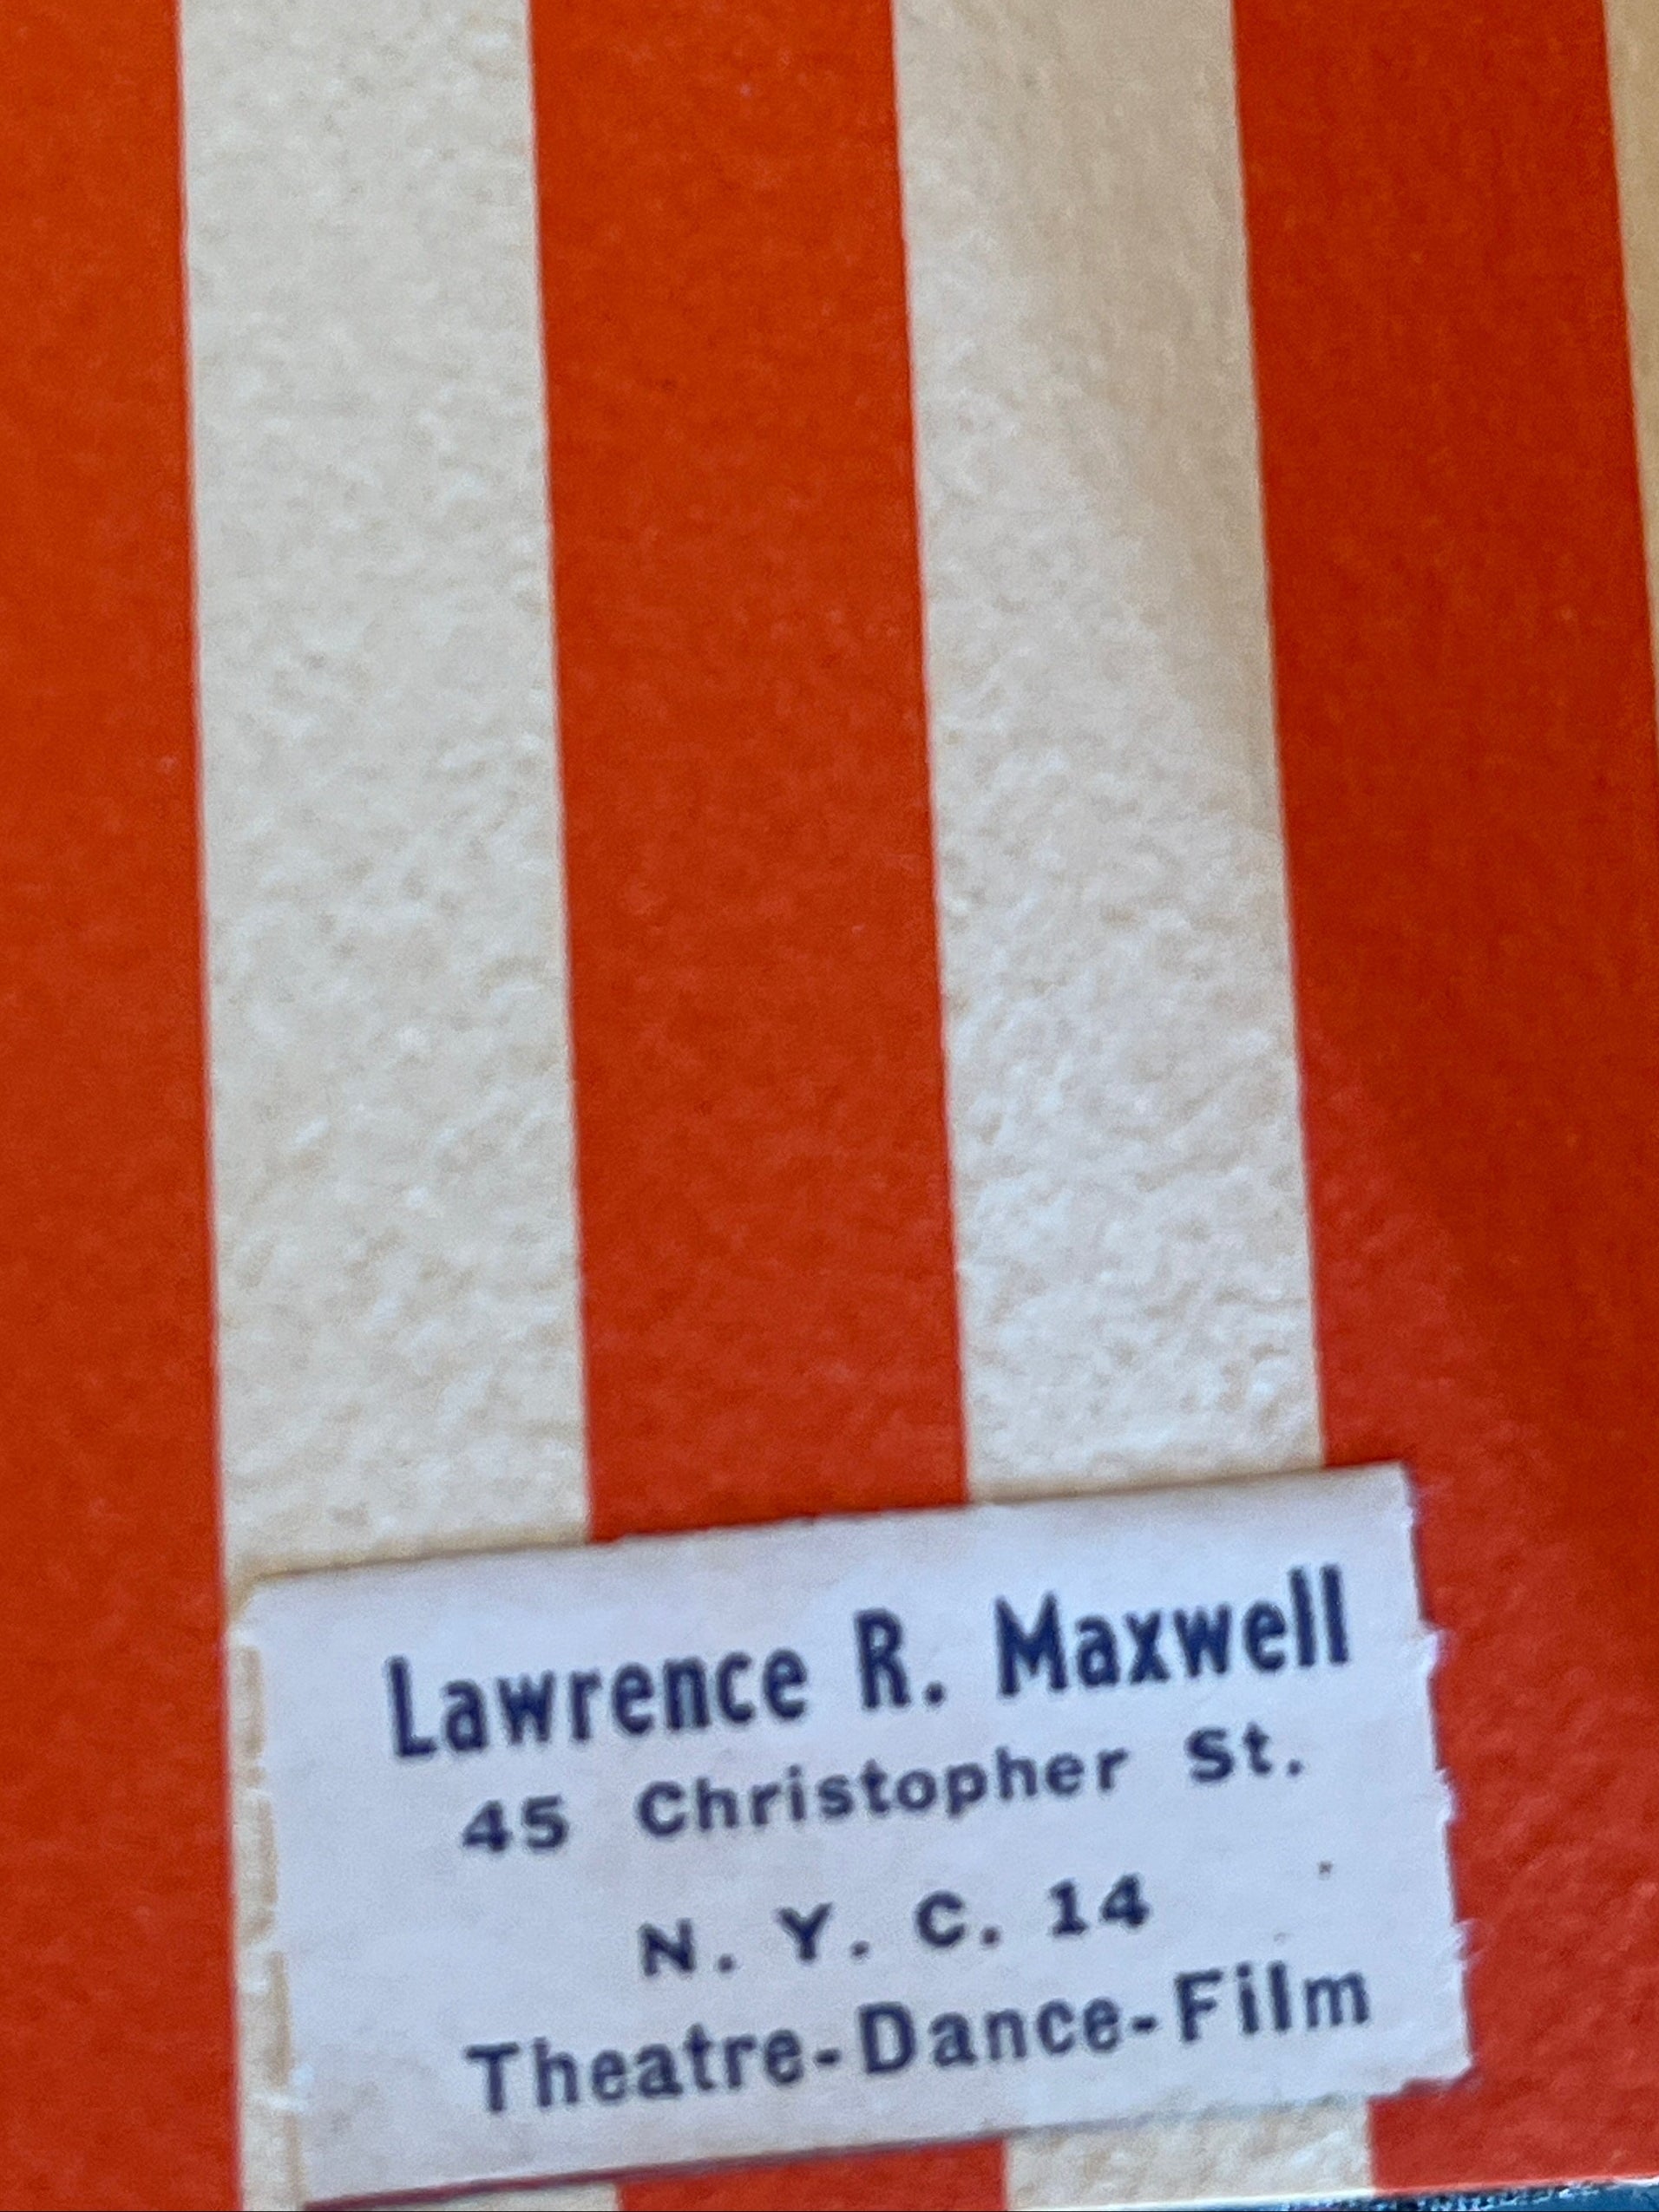 Lawrence R. Maxwell
45 Christopher St.
N. Y. C. 14
Theatre-Dance-Film